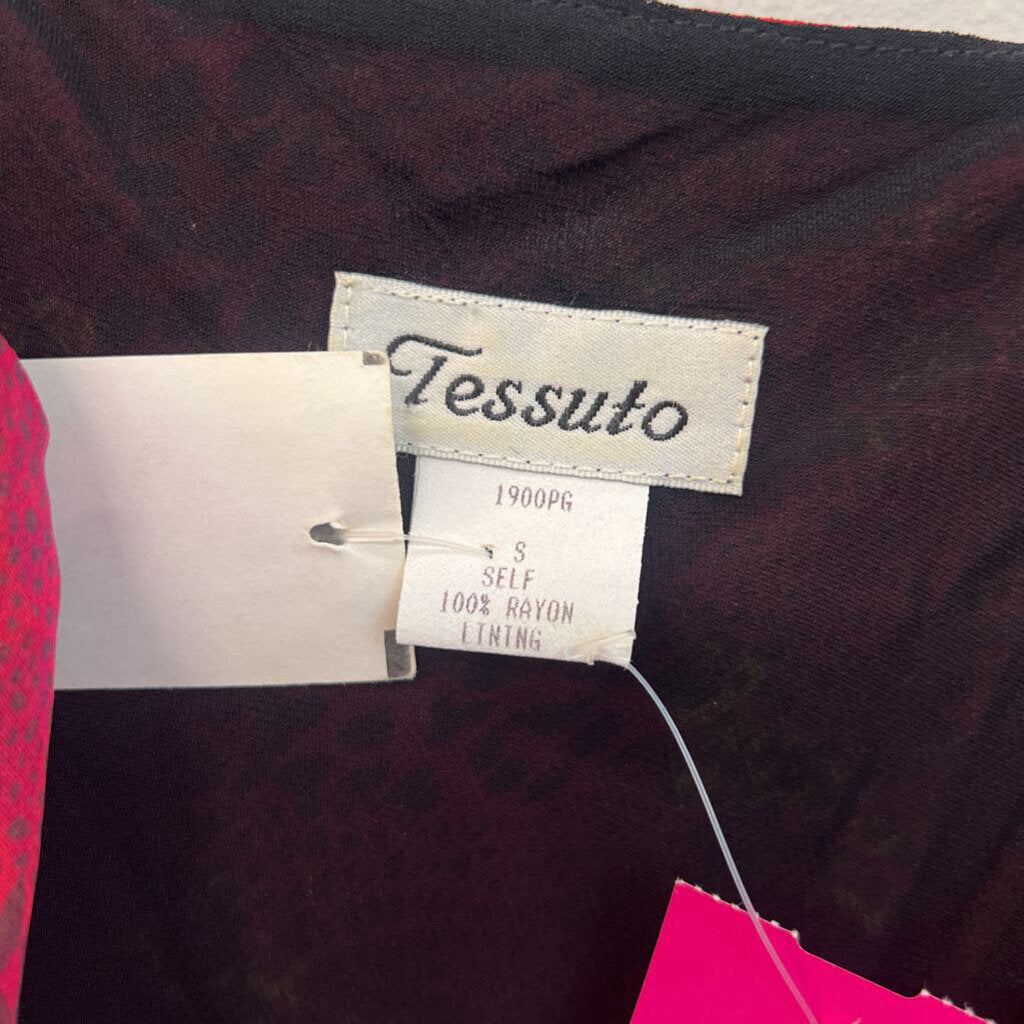 Tessuto
1900PG
S
SELF
100% RAYON
LINING